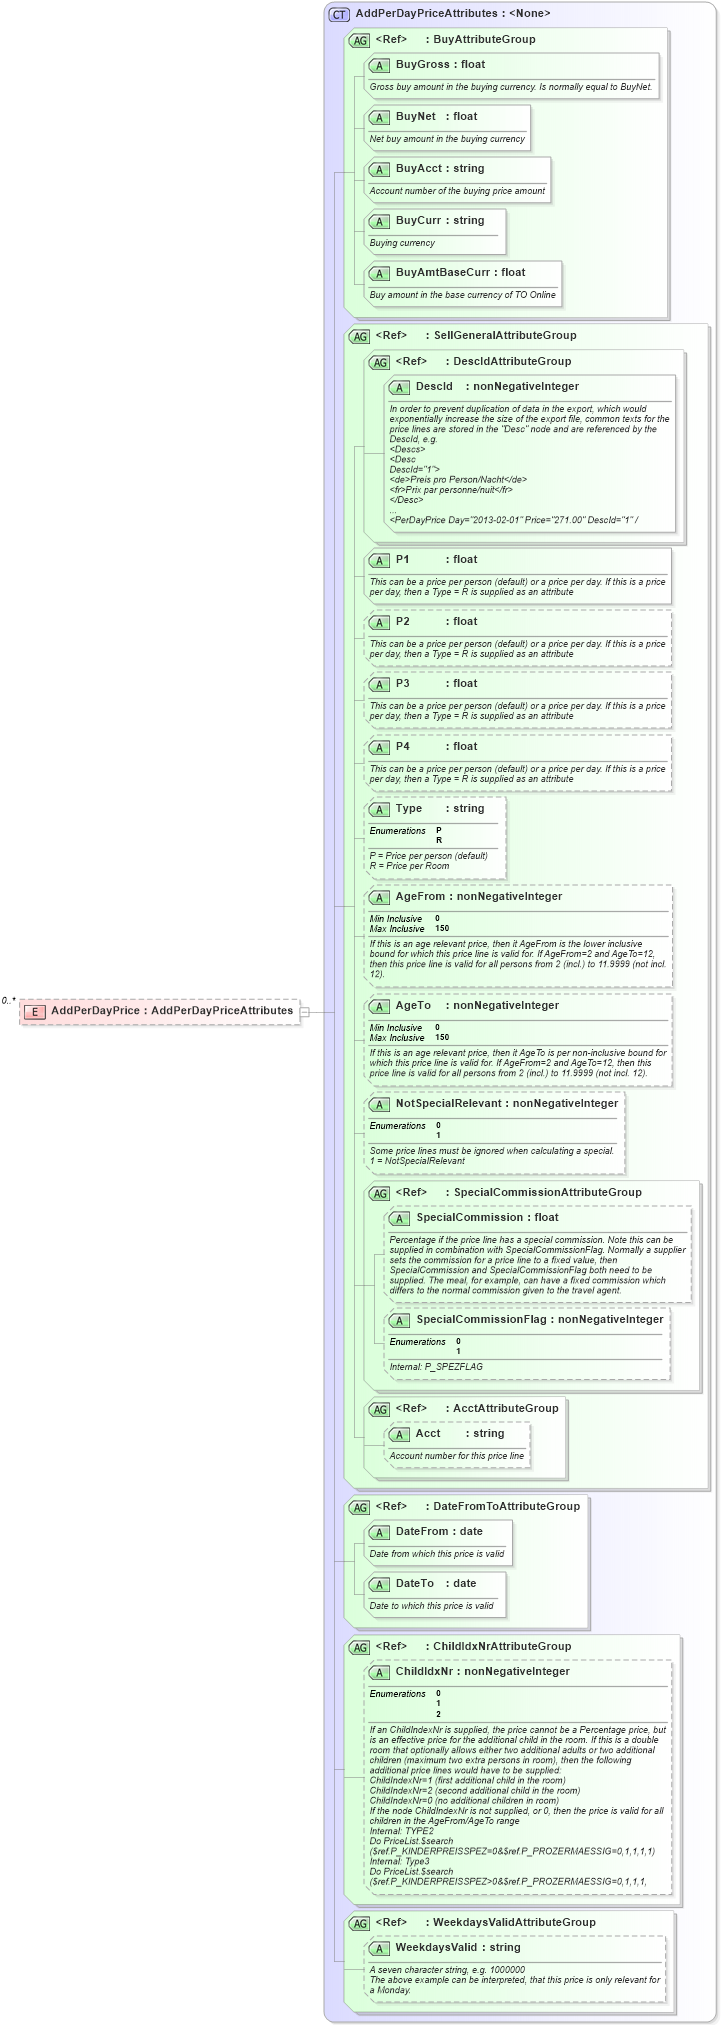 CT AddPerDayPriceAttributes : <None>
AG <Ref> : BuyAttributeGroup
A BuyGross : float
Gross buy amount in the buying currency. Is normally equal to BuyNet.
A BuyNet : float
Net buy amount in the buying currency
A BuyAcct : string
Account number of the buying price amount
A BuyCurr : string
Buying currency
A BuyAmtBaseCurr : float
Buy amount in the base currency of TO Online
AG <Ref> : SellGeneralAttributeGroup
AG <Ref> : DescIdAttributeGroup
A DescId : nonNegativeInteger
In order to prevent duplication of data in the export, which would
exponentially increase the size of the export file, common texts for the
price lines are stored in the "Desc" node and are referenced by the
DescId, e.g.
<Descs>
<Desc
DescId="1">
<de>Preis pro Person/Nacht</de>
<fr>Prix par personne/nuit</fr>
</Desc>
...
<PerDayPrice Day="2013-02-01" Price="271.00" DescId="1" /
A P1 : float
This can be a price per person (default) or a price per day. If this is a price
per day, then a Type = R is supplied as an attribute
A P2 : float
This can be a price per person (default) or a price per day. If this is a price
per day, then a Type = R is supplied as an attribute
A P3 : float
This can be a price per person (default) or a price per day. If this is a price
per day, then a Type = R is supplied as an attribute
A P4 : float
This can be a price per person (default) or a price per day. If this is a price
per day, then a Type = R is supplied as an attribute
A Type : string
Enumerations P
R
P = Price per person (default)
R = Price per Room
A AgeFrom : nonNegativeInteger
Min Inclusive 0
Max Inclusive 150
If this is an age relevant price, then it AgeFrom is the lower inclusive
bound for which this price line is valid for. If AgeFrom=2 and AgeTo=12,
then this price line is valid for all persons from 2 (incl.) to 11.9999 (not incl.
12).
0..*
E AddPerDayPrice : AddPerDayPriceAttributes
A AgeTo : nonNegativeInteger
Min Inclusive 0
Max Inclusive 150
If this is an age relevant price, then it AgeTo is per non-inclusive bound for
which this price line is valid for. If AgeFrom=2 and AgeTo=12, then this
price line is valid for all persons from 2 (incl.) to 11.9999 (not incl. 12).
A NotSpecialRelevant : nonNegativeInteger
Enumerations 0
1
Some price lines must be ignored when calculating a special.
1 = NotSpecialRelevant
AG <Ref> : SpecialCommissionAttributeGroup
A SpecialCommission : float
Percentage if the price line has a special commission. Note this can be
supplied in combination with SpecialCommissionFlag. Normally a supplier
sets the commission for a price line to a fixed value, then
SpecialCommission and SpecialCommissionFlag both need to be
supplied. The meal, for example, can have a fixed commission which
differs to the normal commission given to the travel agent.
A SpecialCommissionFlag : nonNegativeInteger
Enumerations 0
1
Internal: P_SPEZFLAG
AG <Ref> : AcctAttributeGroup
A Acct : string
Account number for this price line
AG <Ref> : DateFromToAttributeGroup
A DateFrom : date
Date from which this price is valid
A DateTo : date
Date to which this price is valid
AG <Ref> : ChildIdxNrAttributeGroup
A ChildIdxNr : nonNegativeInteger
Enumerations 0
1
2
If an ChildIndexNr is supplied, the price cannot be a Percentage price, but
is an effective price for the additional child in the room. If this is a double
room that optionally allows either two additional adults or two additional
children (maximum two extra persons in room), then the following
additional price lines would have to be supplied:
ChildIndexNr=1 (first additional child in the room)
ChildIndexNr=2 (second additional child in the room)
ChildIndexNr=0 (no additional children in room)
If the node ChildIndexNr is not supplied, or 0, then the price is valid for all
children in the AgeFrom/AgeTo range
Internal: TYPE2
Do PriceList.$search
($ref.P_KINDERPREISSPEZ=0&$ref.P_PROZERMAESSIG=0,1,1,1,1)
Internal: Type3
Do PriceList.$search
($ref.P_KINDERPREISSPEZ>0&$ref.P_PROZERMAESSIG=0,1,1,1,
AG <Ref> : WeekdaysValidAttributeGroup
A WeekdaysValid : string
A seven character string, e.g. 1000000
The above example can be interpreted, that this price is only relevant for
a Monday.